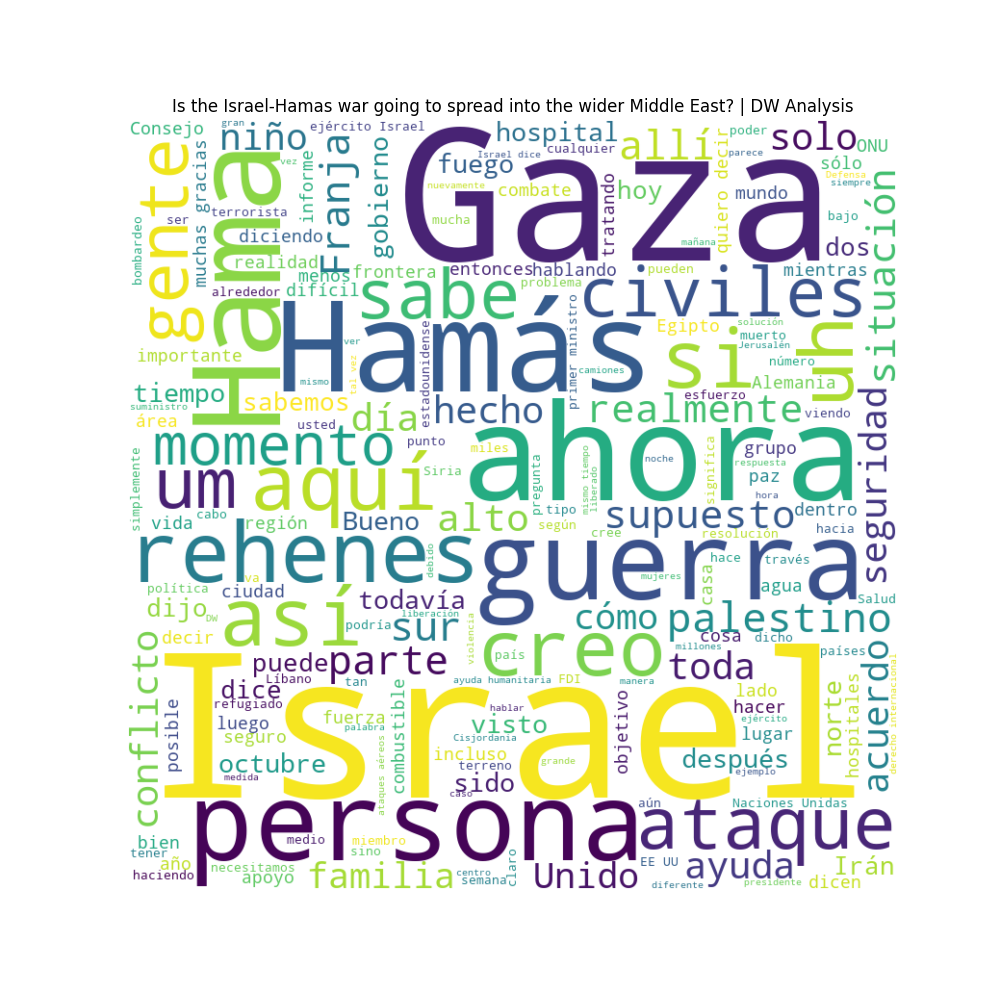 Is the Israel-Hamas war going to spread into the wider Middle East? | DW Analysis
Consejo
gran
ejército Israel
niño
hospital
allí
poder
solo
ONU
vez
muchas gracias
gente
Hama
informe
Franja
gobierno
fuego
Israel dice
cualquier
Gaza
quiero decir
parece
sólo
Defensa
siempre
nuevamente
combate
hoy
mundo
terrorista
ser
mucha
tratando
bajo
situación
bombardeo
diciendo
mañana
dos
realidad
menos
frontera
entonces
hablando
pueden
mientras
alrededor
difícil
sabe
problema
civiles
Hamás
primer ministro
Egipto
solución
muerto
Jerusalén
uh
ver
estadounidense
si
importante
tal vez
número
mismo
camiones
Alemania
tiempo
sabemos
esfuerzo
suministro
área
usted
día
hecho
realmente
viendo
momento
punto
ahora
grupo
seguridad
simplemente
miles
noche
respuesta
significa
um
aquí
Siria
pregunta
mismo tiempo
liberado
paz
hora
vida
cabo
región
Bueno
alto
tipo
según
supuesto
dentro
hacia
cree
resolución
rehenes
guerra
debido
hace
través
casa
política
va
ciudad
mujeres
agua
Salud
dijo
DW
así
todavía
liberación
podría
sur
cómo
palestino
decir
violencia
creo
cosa
dicho
conflicto
puede
parte
país
millones
toda
países
Israel
Líbano
tan
ayuda humanitaria
FDI
manera
dice
refugiado
combustible
hablar
objetivo
lado
hacer
norte
hospitales
acuerdo
derecho internacional
posible
luego
fuerza
palabra
visto
ejército
lugar
seguro
ataques aéreos
Cisjordania
incluso
grande
después
octubre
medida
terreno
sido
ejemplo
caso
persona
aún
Naciones Unidas
ataque
bien
medio
miembro
tener
año
sino
claro
EE UU
ayuda
Irán
haciendo
necesitamos
apoyo
familia
centro
semana
Unido
diferente
presidente
dicen